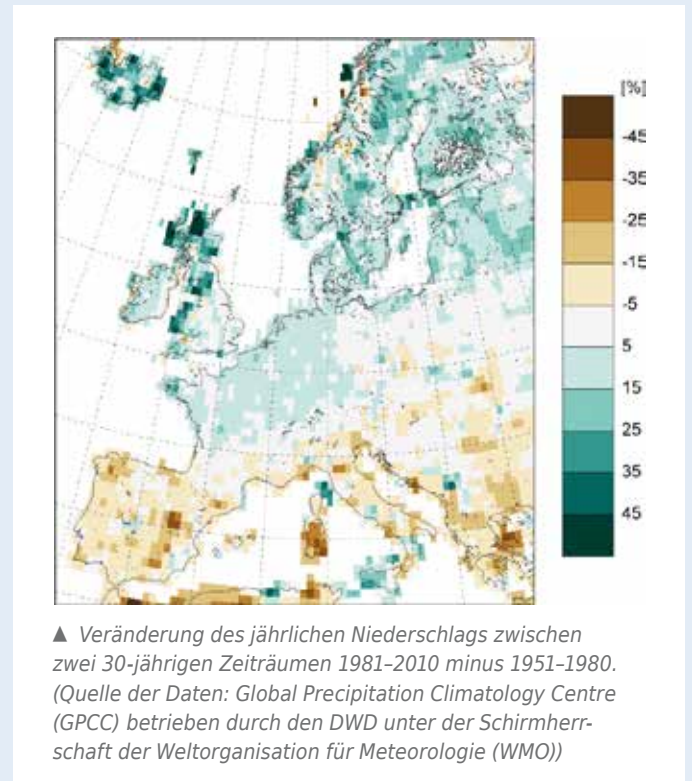 [%]
-45
-35
-25
-15
-5
5
15
25
35
45
▲ Veränderung des jährlichen Niederschlags zwischen
zwei 30-jährigen Zeiträumen 1981–2010 minus 1951–1980.
(Quelle der Daten: Global Precipitation Climatology Centre
(GPCC) betrieben durch den DWD unter der Schirmherr-
schaft der Weltorganisation für Meteorologie (WMO))